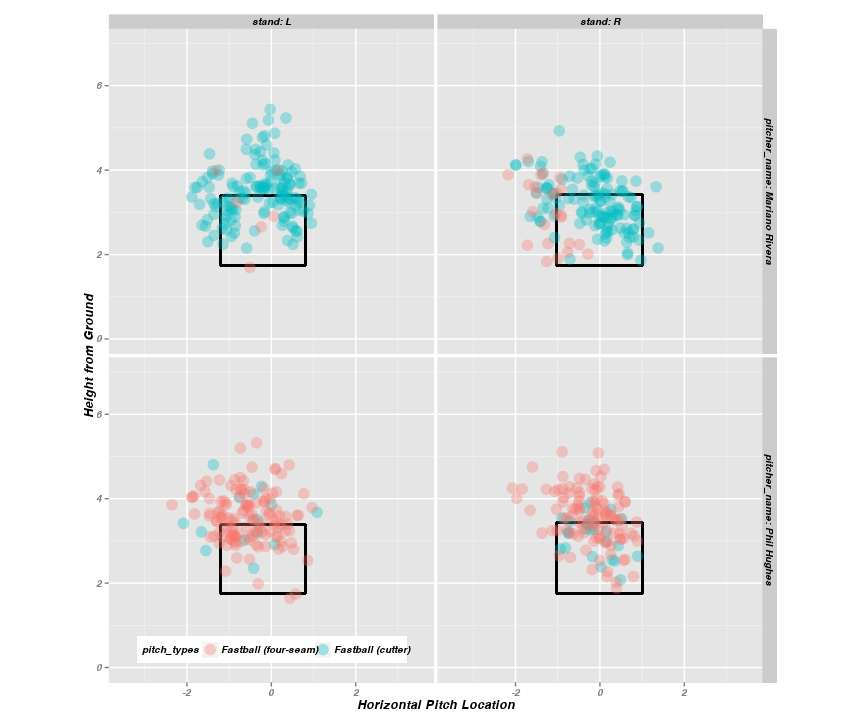 stand: L
stand: R
6
4
2
0
pitcher_name: Mariano Rivera
Height from Ground
6
4
2
0
pitcher_name: Phil Hughes
pitch_types Fastball (four-seam) Fastball (cutter)
-2 0 2 -2 0 2
Horizontal Pitch Location